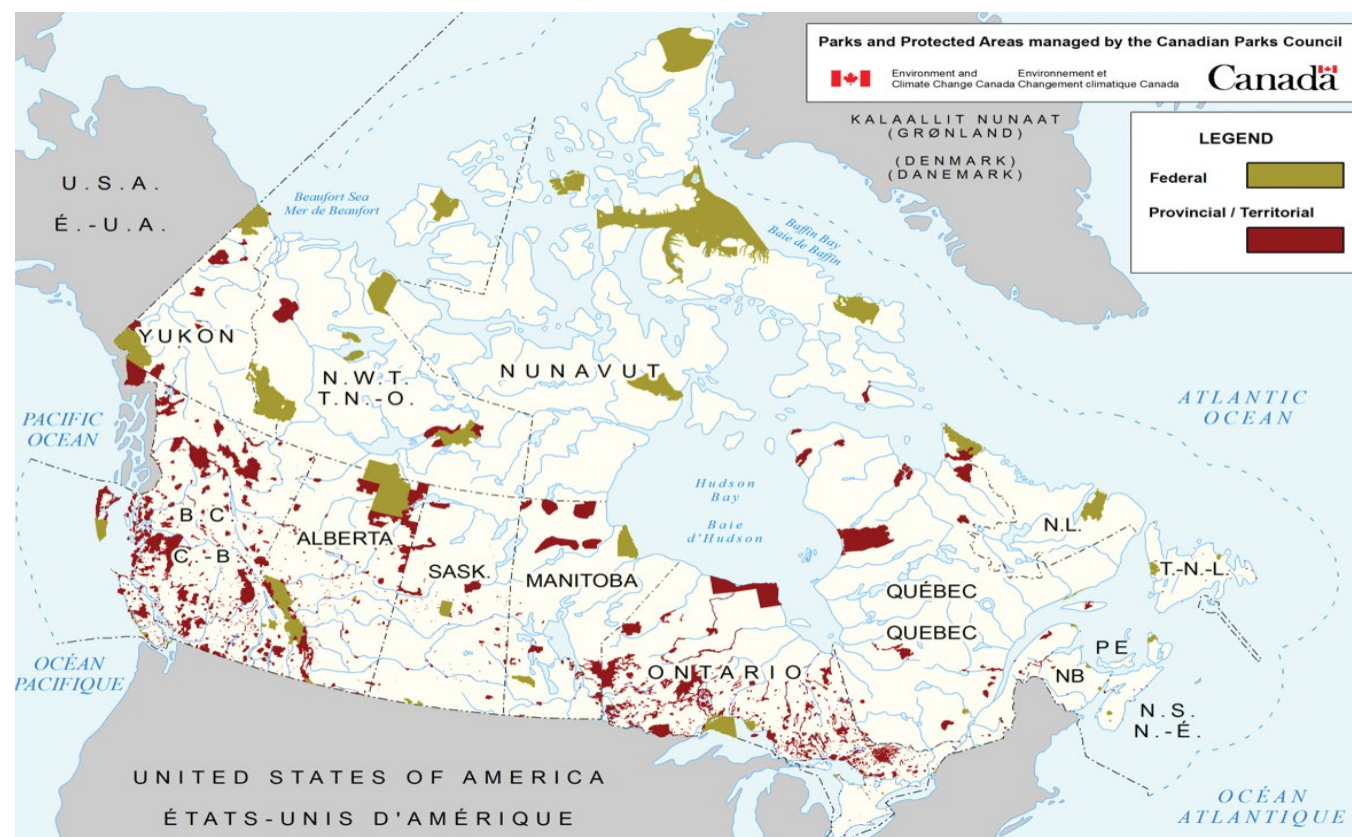 Parks and Protected Areas managed by the Canadian Parks Council
Environment and
Climate Change Canada
Environnement et
Changement climatique Canada
Canada
KALAALLIT NUNAAT
(GRØNLAND)
(DENMARK)
(DANEMARK)
LEGEND
Federal
Provincial / Territorial
U.S.A.
É.-U.A.
Beaufort Sea
Mer de Beaufort
Baffin Bay
Baie de Baffin
YUKON
N.W.T.
T.N.-O.
NUNAVUT
PACIFIC
OCEAN
ATLANTIC
OCEAN
Hudson
Bay
Baie
d'Hudson
B.C.
C.-B
ALBERTA
SASK.
MANITOBA
N.L.
T.-N.-L.
QUÉBEC
QUEBEC
ONTARIO
PE
NB
N.S.
N.-É.
OCÉAN
PACIFIQUE
UNITED STATES OF AMERICA
ÉTATS-UNIS D'AMÉRIQUE
OCÉAN
ATLANTIQUE